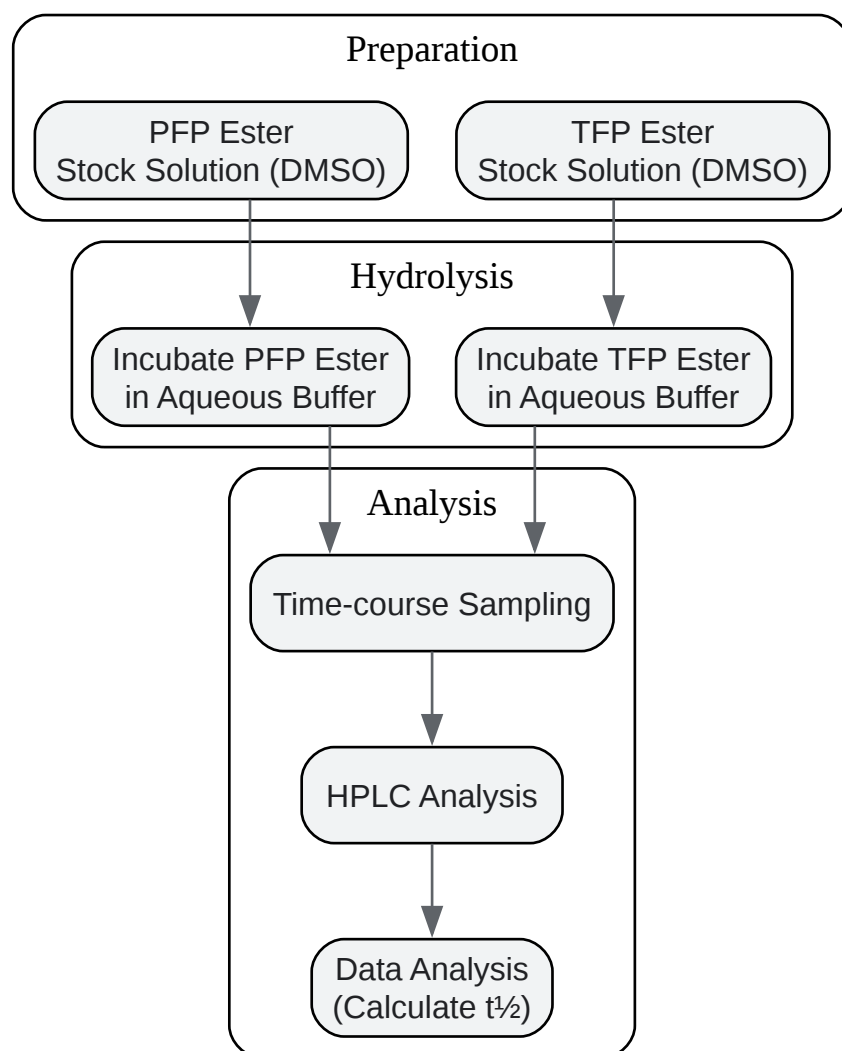 Preparation
PFP Ester
Stock Solution (DMSO)
TFP Ester
Stock Solution (DMSO)
Hydrolysis
Incubate PFP Ester
in Aqueous Buffer
Incubate TFP Ester
in Aqueous Buffer
Analysis
Time-course Sampling
HPLC Analysis
Data Analysis
(Calculate t½)